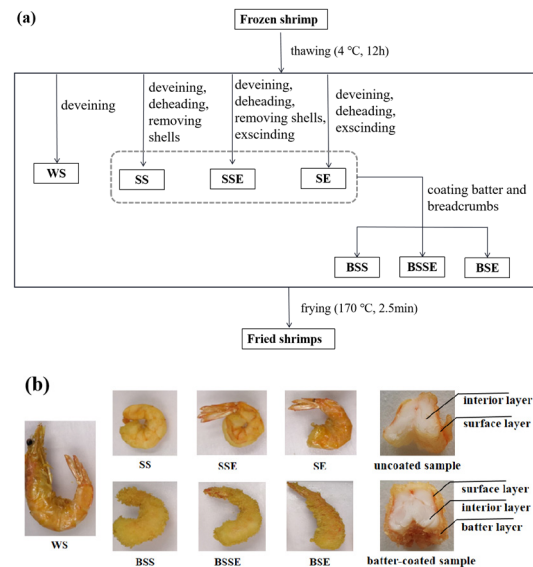 (a)
Frozen shrimp
thawing (4 ℃, 12h)
deveining
deveining,
deheading,
removing
shells
deveining,
deheading,
removing shells,
exscinding
deveining,
deheading,
exscinding
WS
SS
SSE
SE
coating batter and
breadcrumbs
BSS
BSSE
BSE
frying (170 ℃, 2.5min)
Fried shrimps
(b)
interior layer
surface layer
SS
SSE
SE
uncoated sample
surface layer
interior layer
batter layer
WS
BSS
BSSE
BSE
batter-coated sample